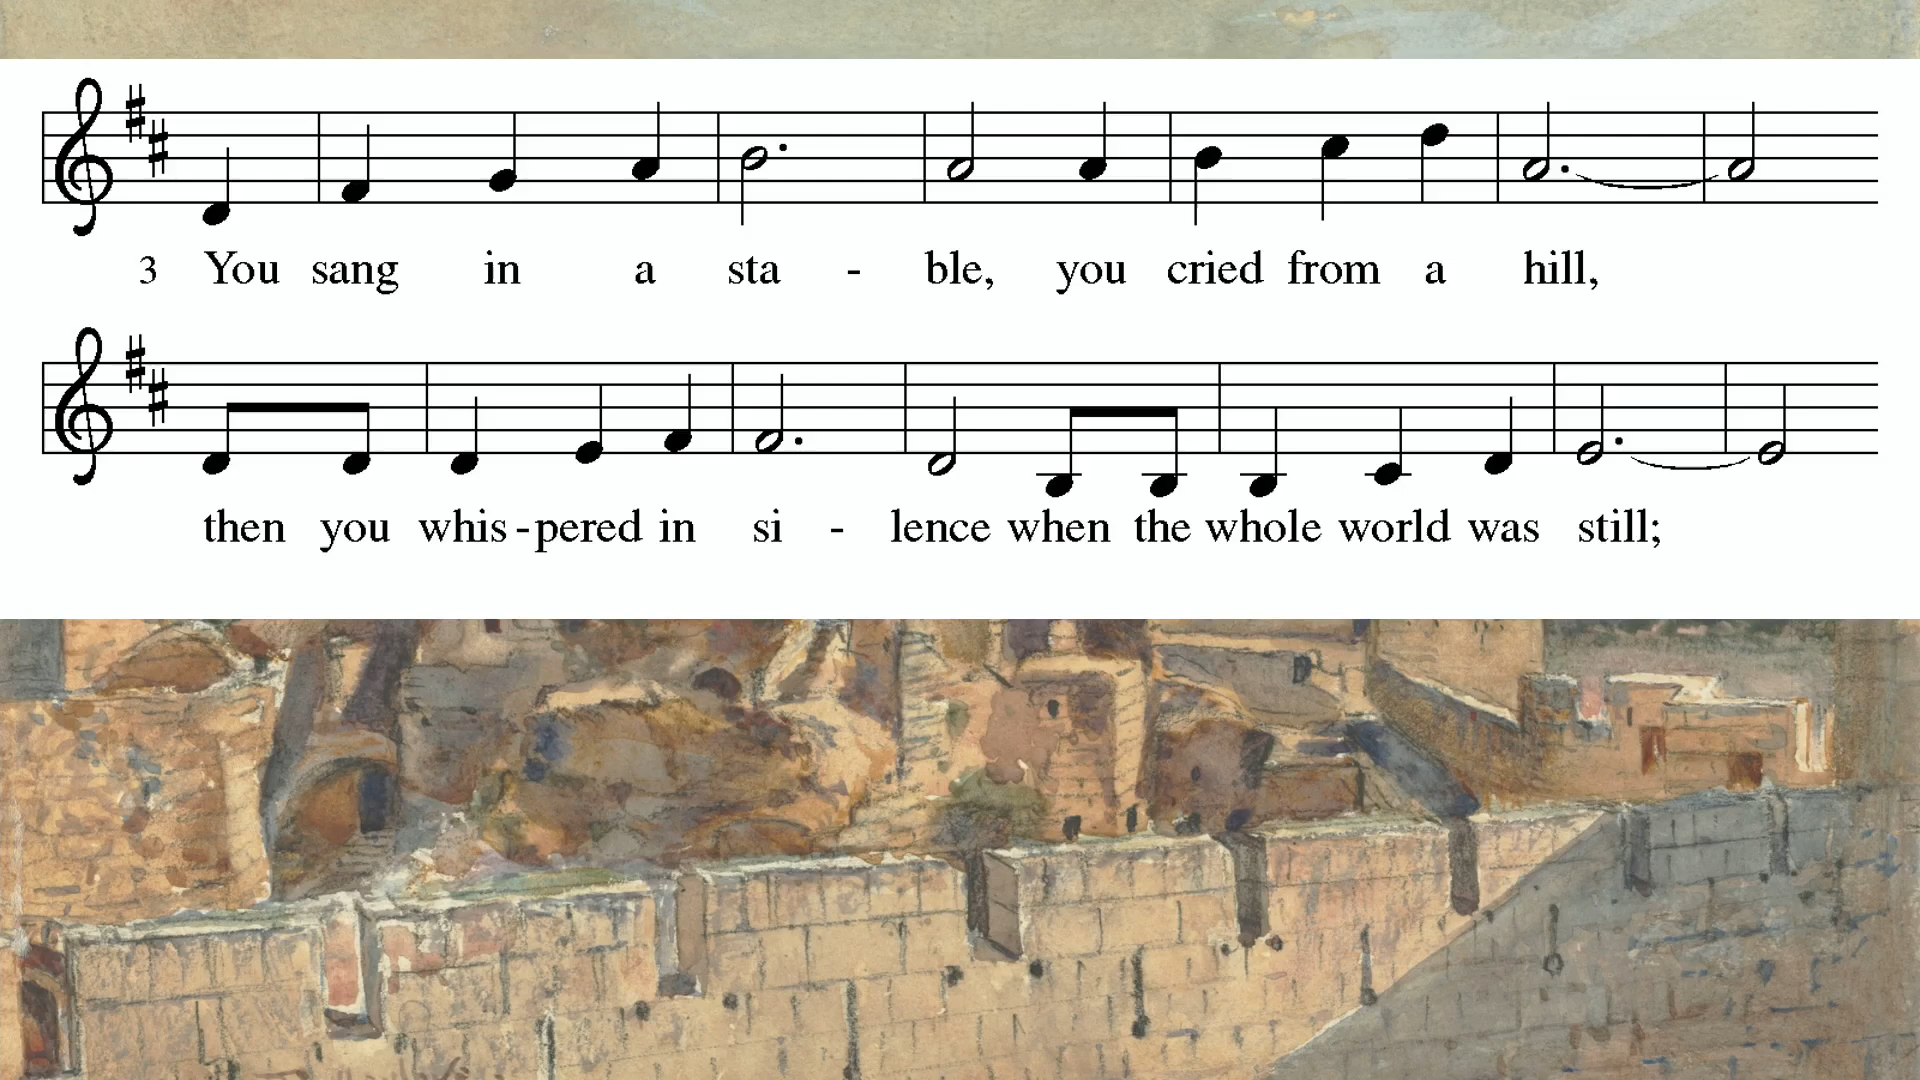 3 You sang in a sta - ble, you cried from a hill,
then you whis - pered in si - lence when the whole world was still;